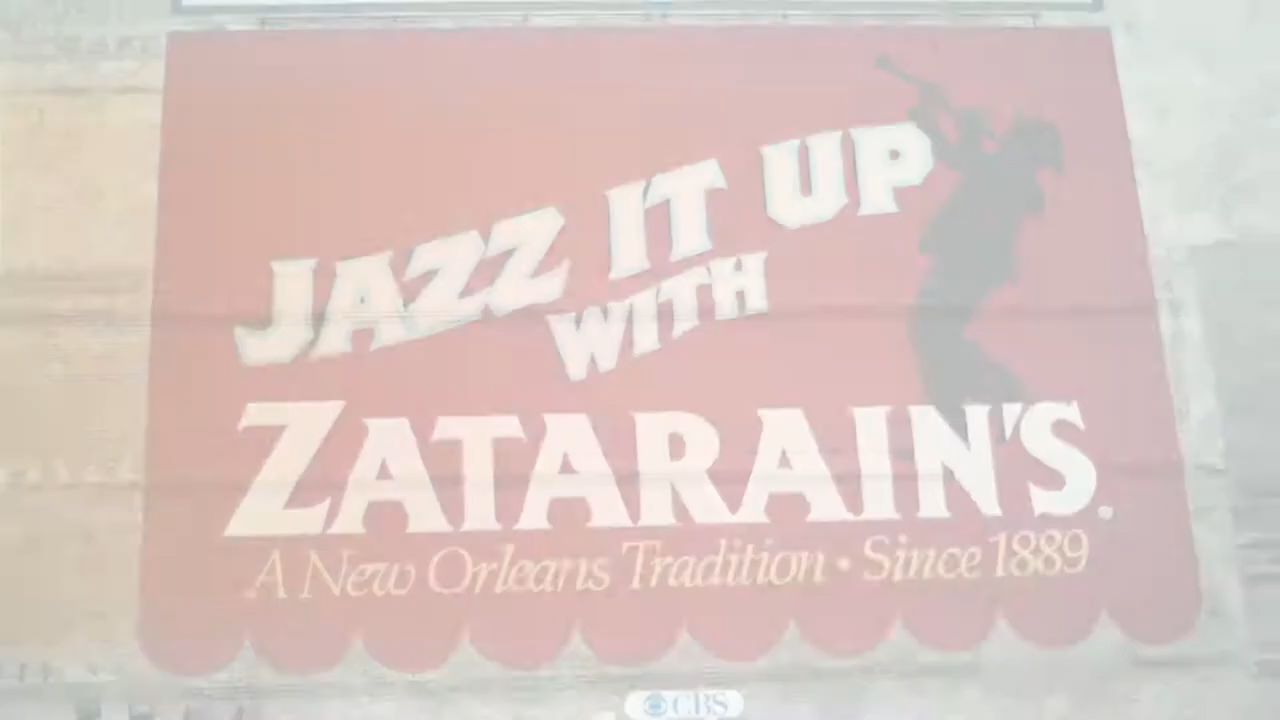 JAZZ IT UP
WITH
ZATARAIN'S.
A New Orleans Tradition • Since 1889
CBS